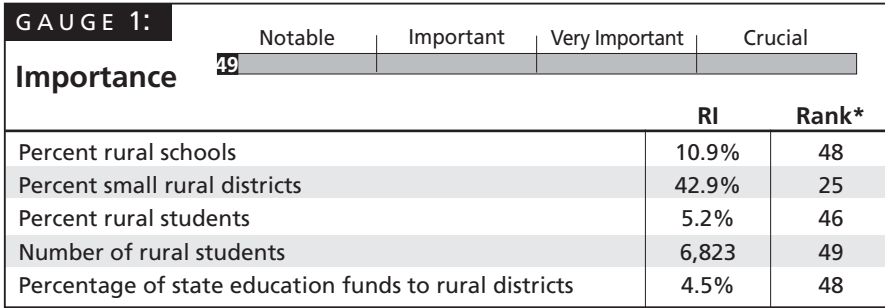 GAUGE 1:
Notable Important Very Important Crucial
Importance 49
RI Rank*
Percent rural schools 10.9% 48
Percent small rural districts 42.9% 25
Percent rural students 5.2% 46
Number of rural students 6,823 49
Percentage of state education funds to rural districts 4.5% 48